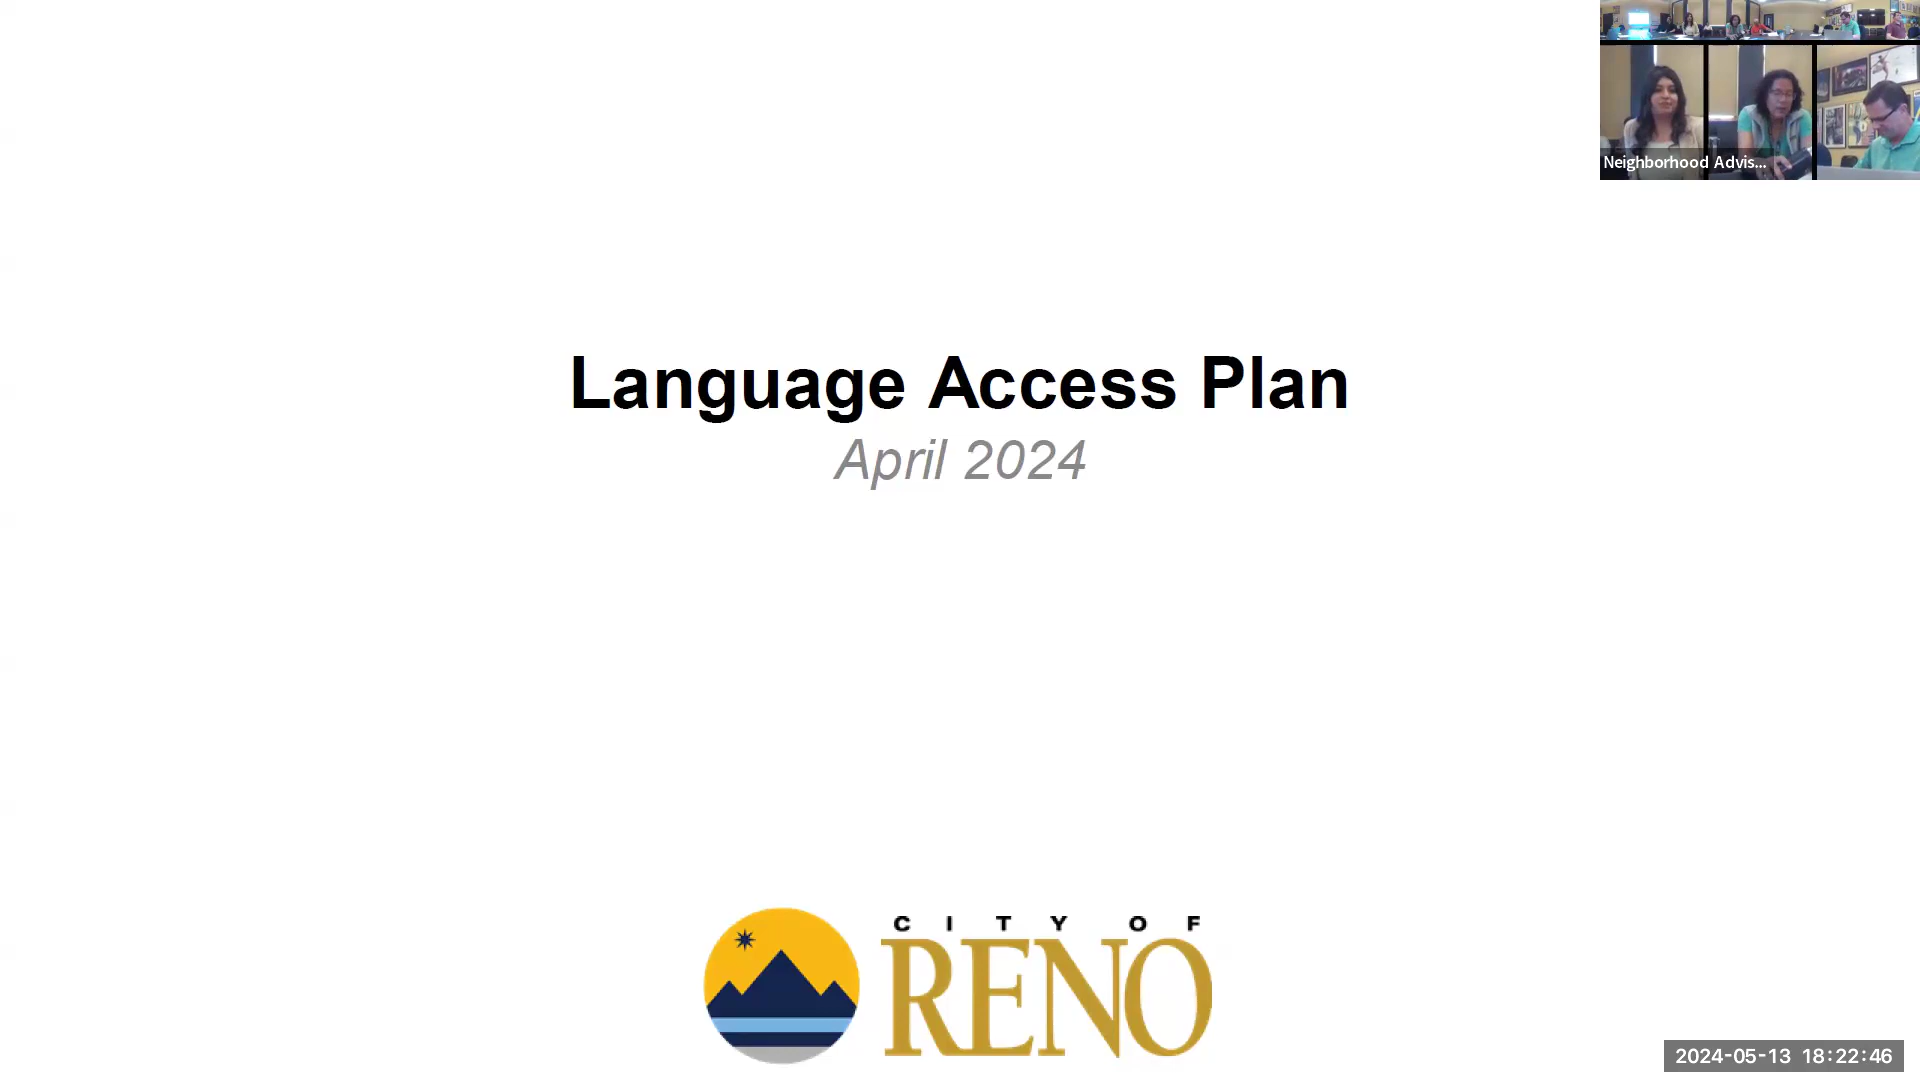 Neighborhood Advis...
Language Access Plan
April 2024
CITY OF
RENO
2024-05-13 18:22:46